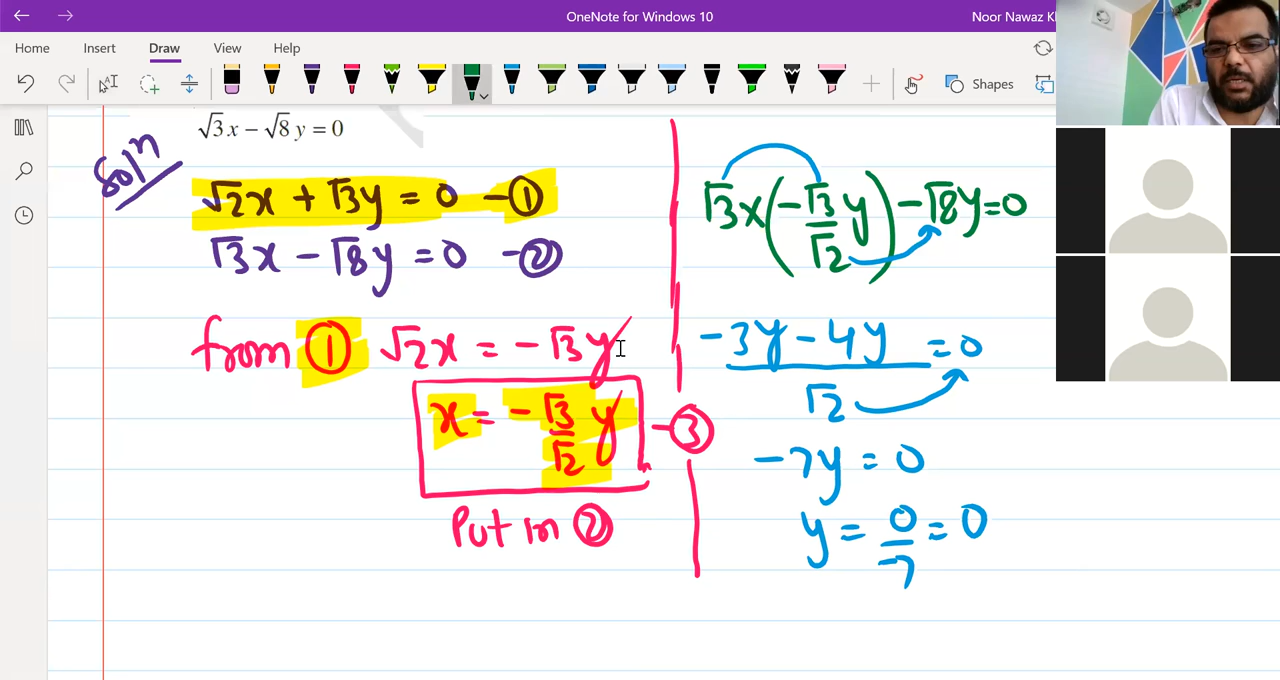 OneNote for Windows 10
Noor Nawaz Kh
Home Insert Draw View Help
Shapes
√3 x − √8 y = 0
Solⁿ
√2x + √3y = 0 −①
√3x − √8y = 0 −②
from ① √2x = −√3y
x = −√3/√2 y −③
Put in ②
√3x(−√3/√2 y) − √8y = 0
(−3y − 4y)/√2 = 0
−7y = 0
y = 0/−7 = 0